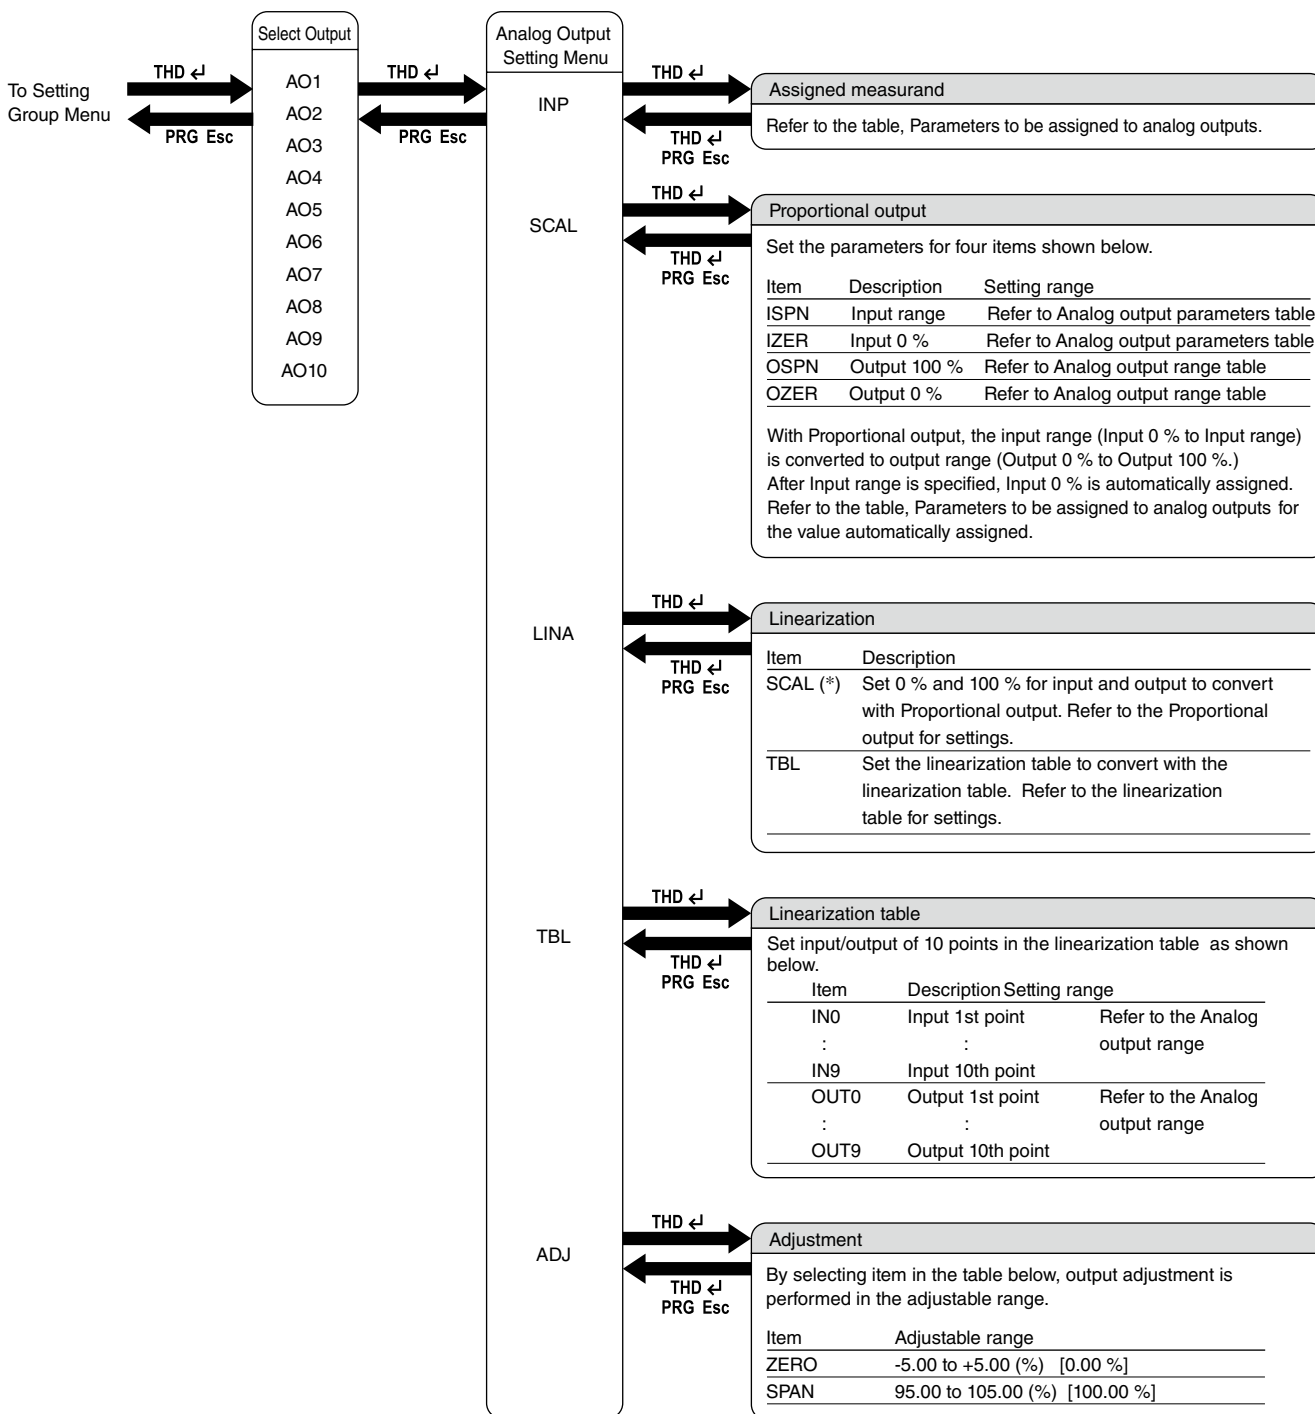 To Setting
Group Menu
THD ↵
PRG Esc
Select Output
AO1
AO2
AO3
AO4
AO5
AO6
AO7
AO8
AO9
AO10
THD ↵
PRG Esc
Analog Output
Setting Menu
INP
THD ↵
THD ↵
PRG Esc
Assigned measurand
Refer to the table, Parameters to be assigned to analog outputs.
SCAL
THD ↵
THD ↵
PRG Esc
Proportional output
Set the parameters for four items shown below.
Item Description Setting range
ISPN Input range Refer to Analog output parameters table
IZER Input 0 % Refer to Analog output parameters table
OSPN Output 100 % Refer to Analog output range table
OZER Output 0 % Refer to Analog output range table
With Proportional output, the input range (Input 0 % to Input range)
is converted to output range (Output 0 % to Output 100 %.)
After Input range is specified, Input 0 % is automatically assigned.
Refer to the table, Parameters to be assigned to analog outputs for
the value automatically assigned.
LINA
THD ↵
THD ↵
PRG Esc
Linearization
Item Description
SCAL (*) Set 0 % and 100 % for input and output to convert
with Proportional output. Refer to the Proportional
output for settings.
TBL Set the linearization table to convert with the
linearization table. Refer to the linearization
table for settings.
TBL
THD ↵
THD ↵
PRG Esc
Linearization table
Set input/output of 10 points in the linearization table as shown
below.
Item Description Setting range
IN0 Input 1st point Refer to the Analog
: : output range
IN9 Input 10th point
OUT0 Output 1st point Refer to the Analog
: : output range
OUT9 Output 10th point
ADJ
THD ↵
THD ↵
PRG Esc
Adjustment
By selecting item in the table below, output adjustment is
performed in the adjustable range.
Item Adjustable range
ZERO -5.00 to +5.00 (%) [0.00 %]
SPAN 95.00 to 105.00 (%) [100.00 %]